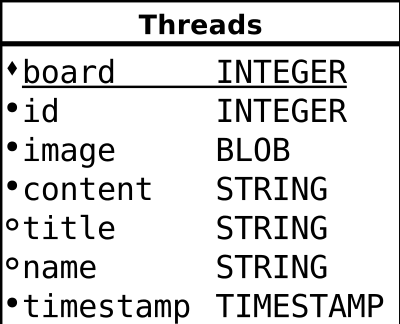 Threads
♦board INTEGER
•id INTEGER
•image BLOB
•content STRING
○title STRING
○name STRING
•timestamp TIMESTAMP